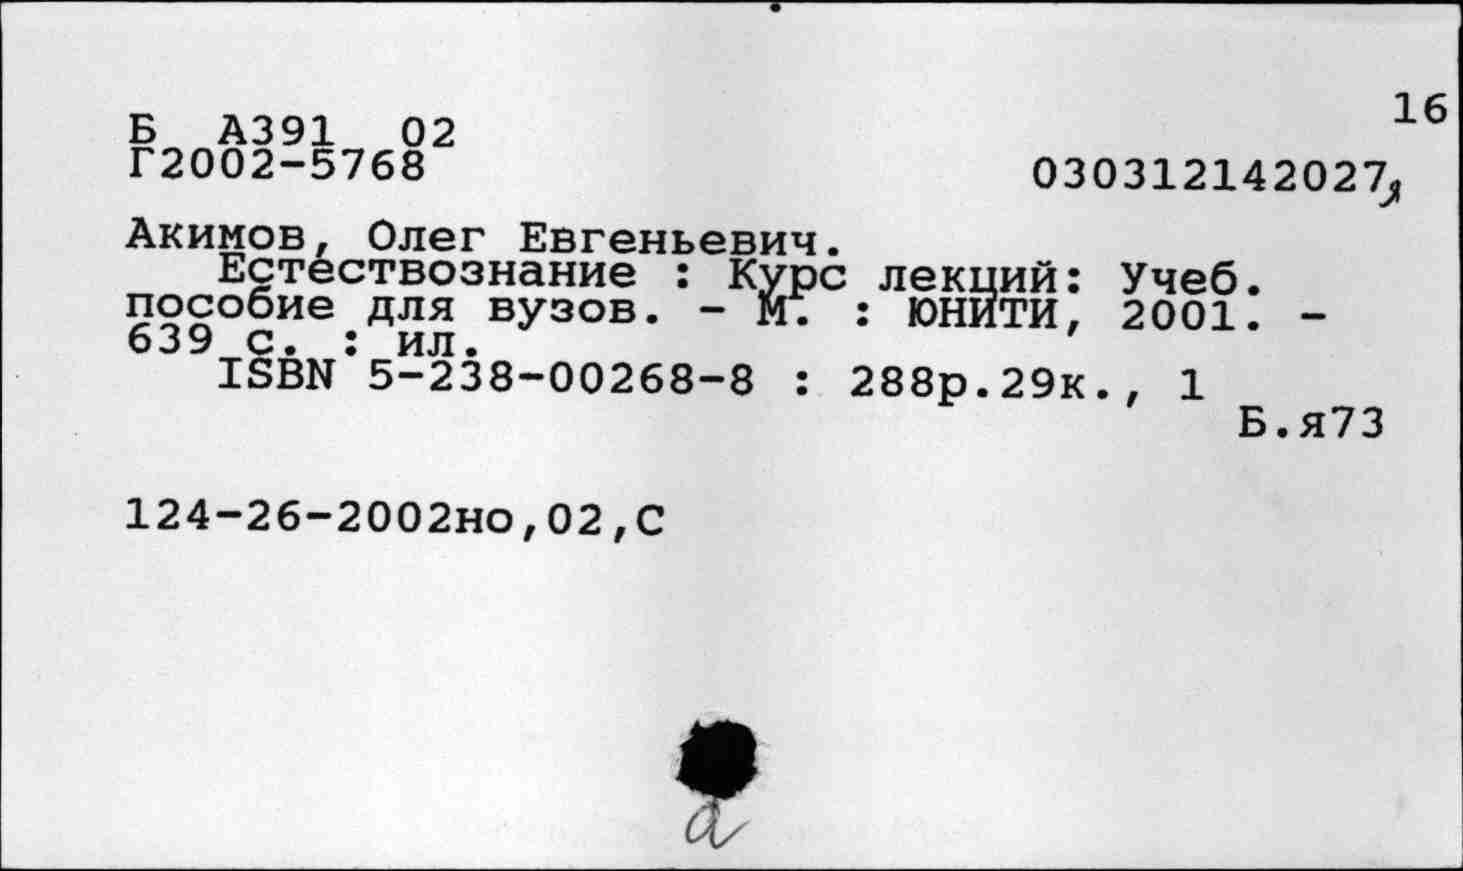 16
Б А391 02
Г2002-5768
030312142027д
Акимов, Олег Евгеньевич.
Естествознание : Курс лекций: Учеб.
пособие для вузов. - М. : ЮНИТИ, 2001. -
639 с. : ил.
ISBN 5-238-00268-8 : 288р.29к., 1
Б.я73
124-26-2002но,02,С
а